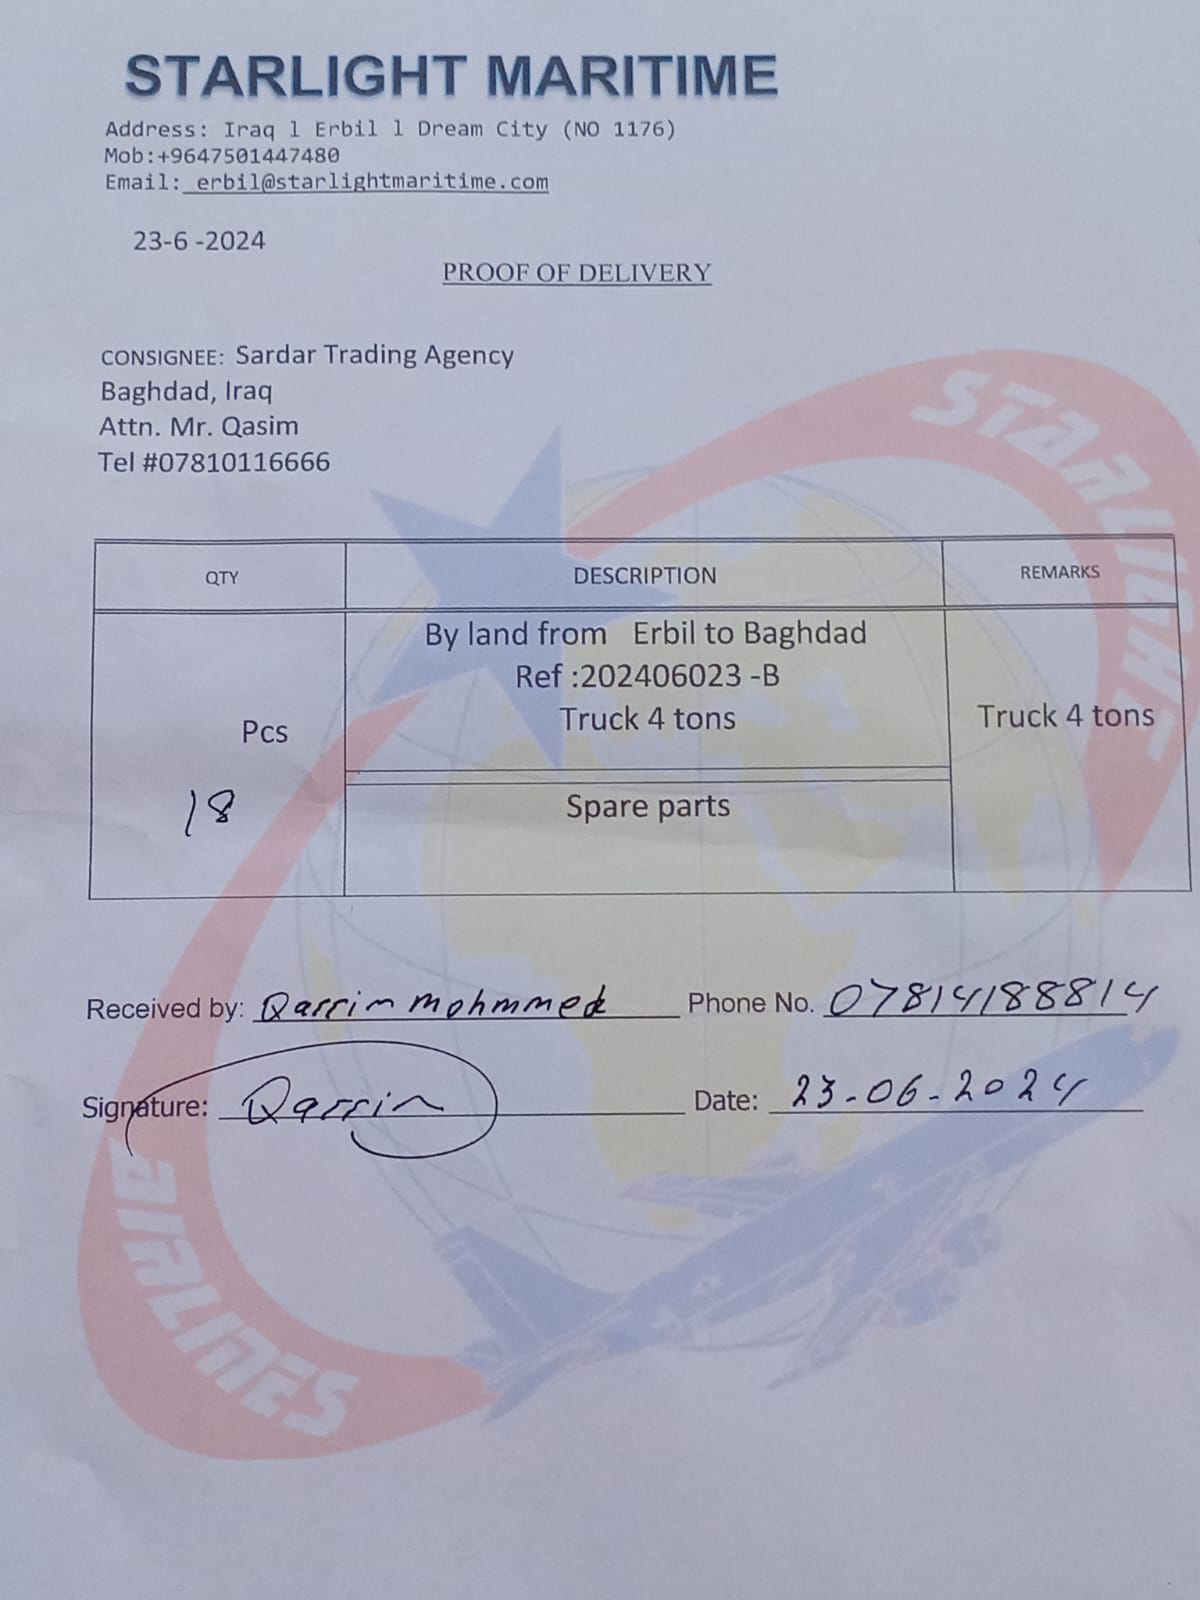 STARLIGHT MARITIME
Address: Iraq l Erbil l Dream City (NO 1176)
Mob:+9647501447480
Email: erbil@starlightmaritime.com
23-6 -2024
PROOF OF DELIVERY
CONSIGNEE: Sardar Trading Agency
Baghdad, Iraq
Attn. Mr. Qasim
Tel #07810116666
QTY DESCRIPTION REMARKS
By land from Erbil to Baghdad
Ref :202406023 -B
Truck 4 tons
Pcs
18
Truck 4 tons
Spare parts
Received by: Qassim mohmmed Phone No. 07814188814
Signature: Qassim Date: 23-06-2024
STARLIGHT
AIRLINES